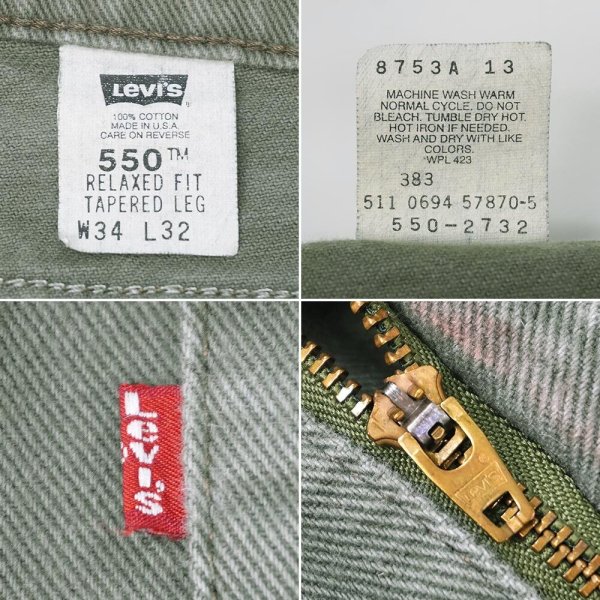 Levi's
100% COTTON
MADE IN U.S.A.
CARE ON REVERSE
550™
RELAXED FIT
TAPERED LEG
W34 L32
8753A 13
MACHINE WASH WARM
NORMAL CYCLE. DO NOT
BLEACH. TUMBLE DRY HOT.
HOT IRON IF NEEDED.
WASH AND DRY WITH LIKE
COLORS.
*WPL 423
383
511 0694 57870-5
550-2732
Levi's
LEVI'S